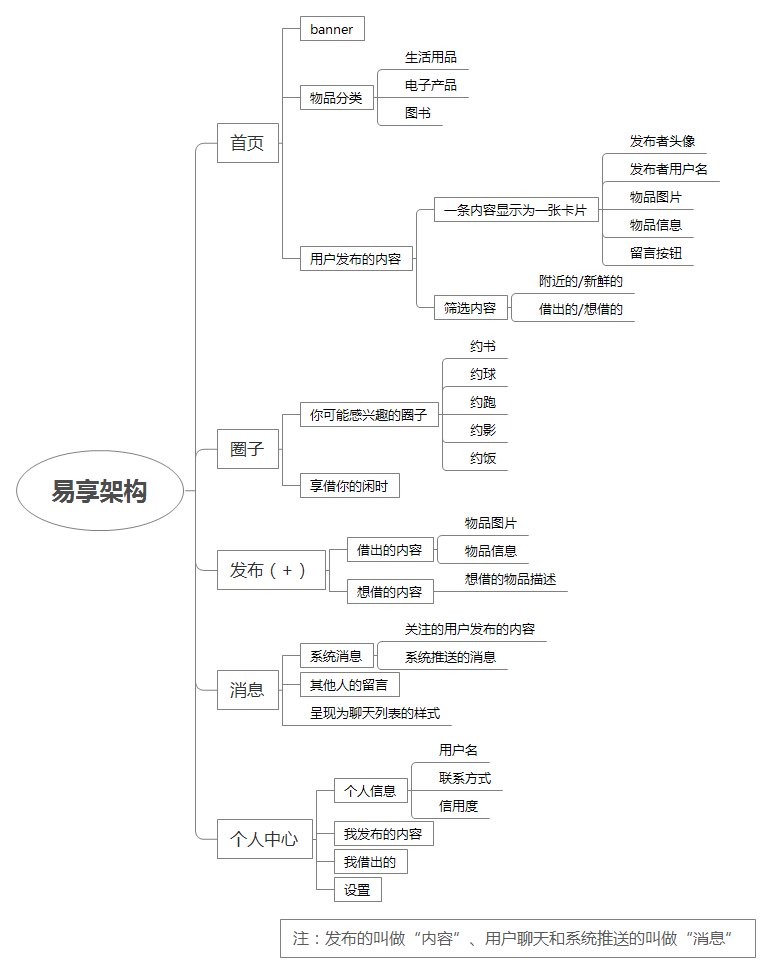 易享架构
首页
banner
物品分类
生活用品
电子产品
图书
用户发布的内容
一条内容显示为一张卡片
发布者头像
发布者用户名
物品图片
物品信息
留言按钮
筛选内容
附近的/新鲜的
借出的/想借的
圈子
你可能感兴趣的圈子
约书
约球
约跑
约影
约饭
享借你的闲时
发布（+）
借出的内容
物品图片
物品信息
想借的内容
想借的物品描述
消息
系统消息
关注的用户发布的内容
系统推送的消息
其他人的留言
呈现为聊天列表的样式
个人中心
个人信息
用户名
联系方式
信用度
我发布的内容
我借出的
设置
注：发布的叫做“内容”、用户聊天和系统推送的叫做“消息”